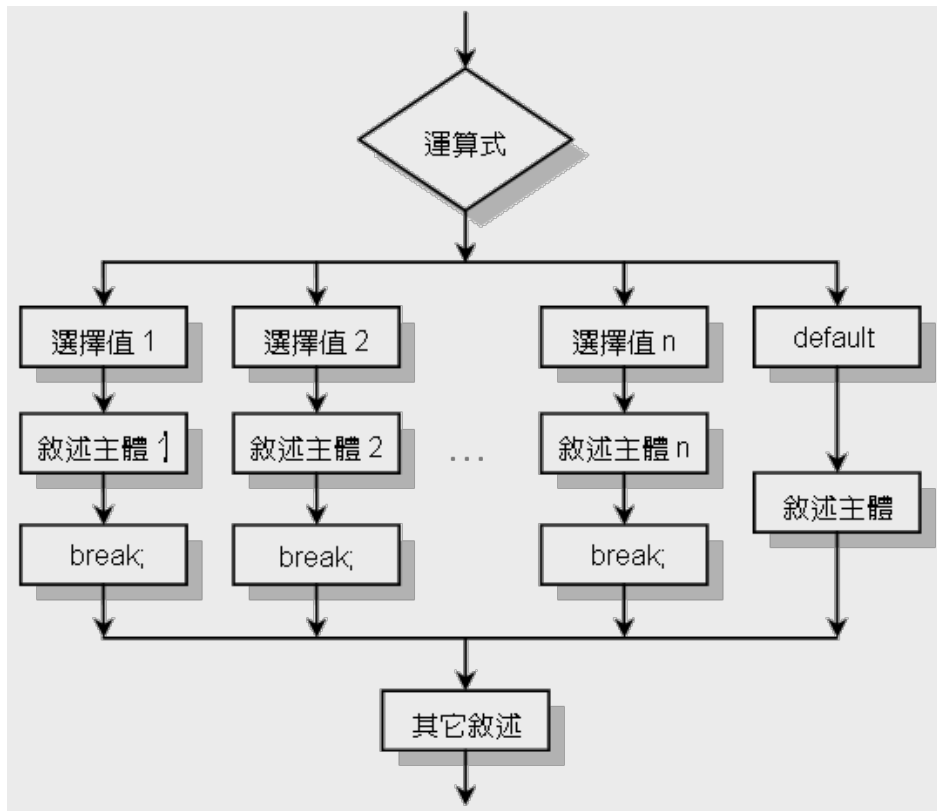 運算式
選擇值 1
選擇值 2
選擇值 n
default
敘述主體 1
敘述主體 2
...
敘述主體 n
敘述主體
break;
break;
break;
其它敘述